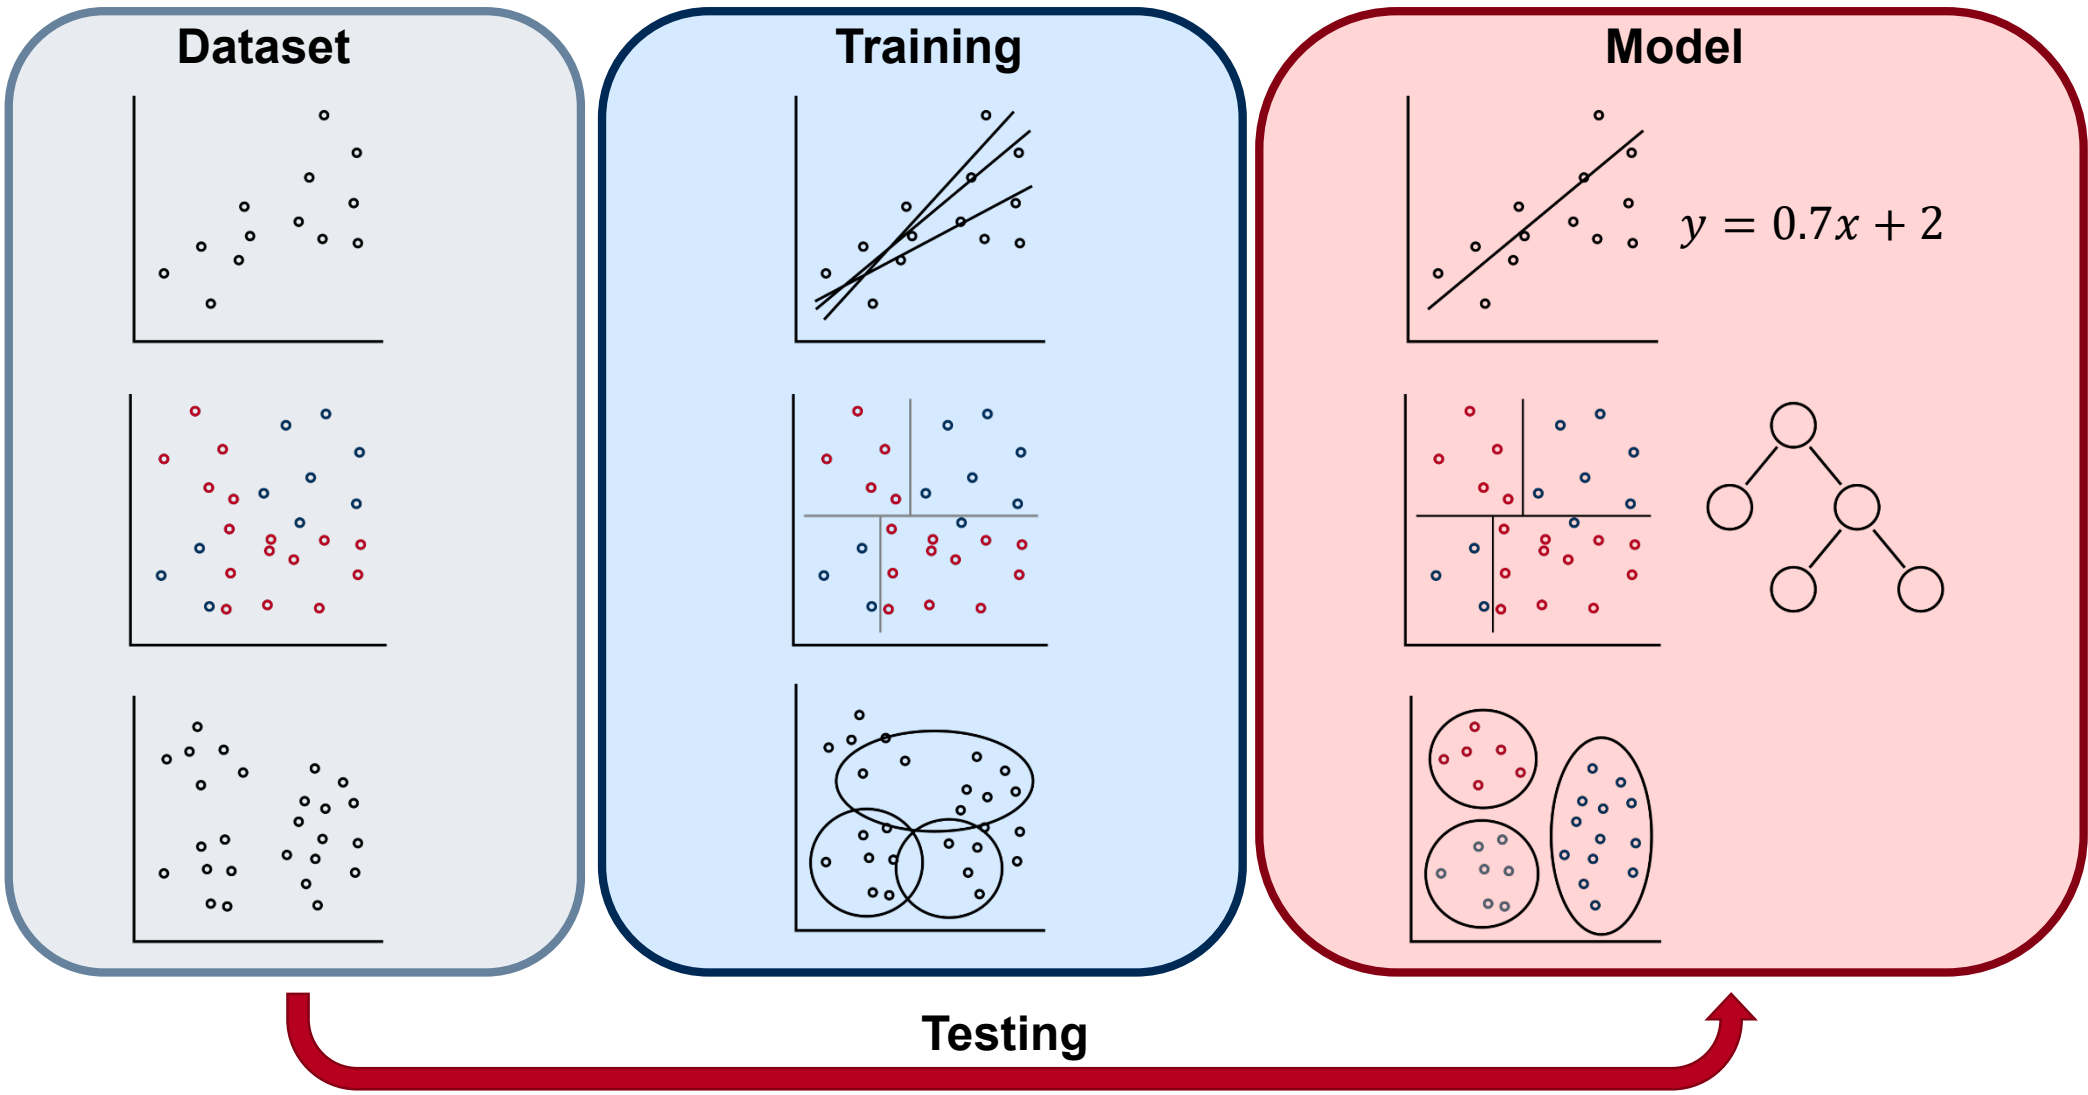 Dataset
Training
Model
y = 0.7x + 2
Testing